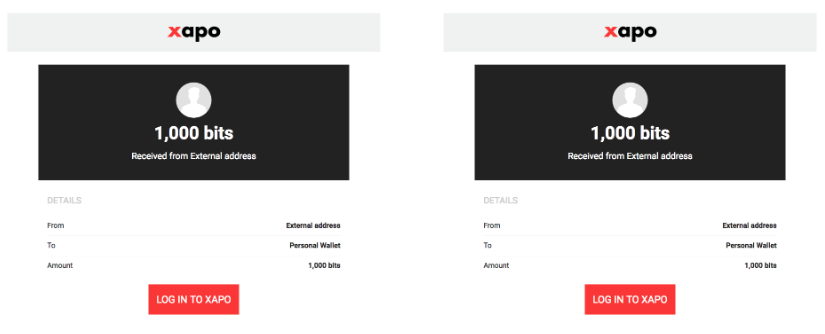 xapo
1,000 bits
Received from External address
DETAILS
From External address
To Personal Wallet
Amount 1,000 bits
LOG IN TO XAPO
xapo
1,000 bits
Received from External address
DETAILS
From External address
To Personal Wallet
Amount 1,000 bits
LOG IN TO XAPO